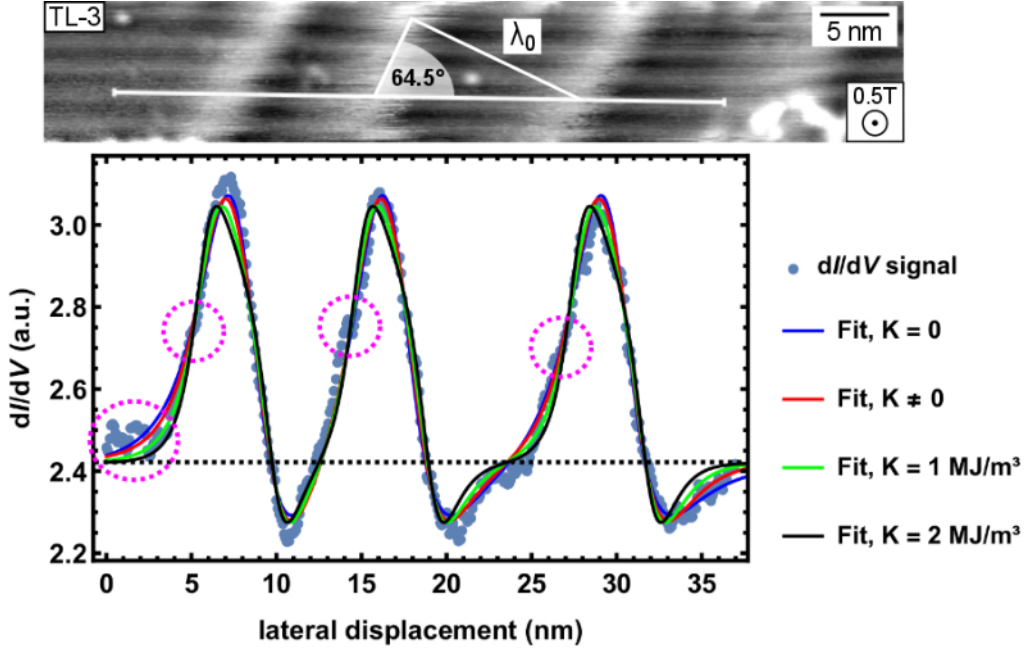 TL-3
λ₀
5 nm
64.5°
0.5T
dI/dV (a.u.)
3.0
2.8
2.6
2.4
2.2
0 5 10 15 20 25 30 35
lateral displacement (nm)
dI/dV signal
Fit, K = 0
Fit, K ≠ 0
Fit, K = 1 MJ/m³
Fit, K = 2 MJ/m³